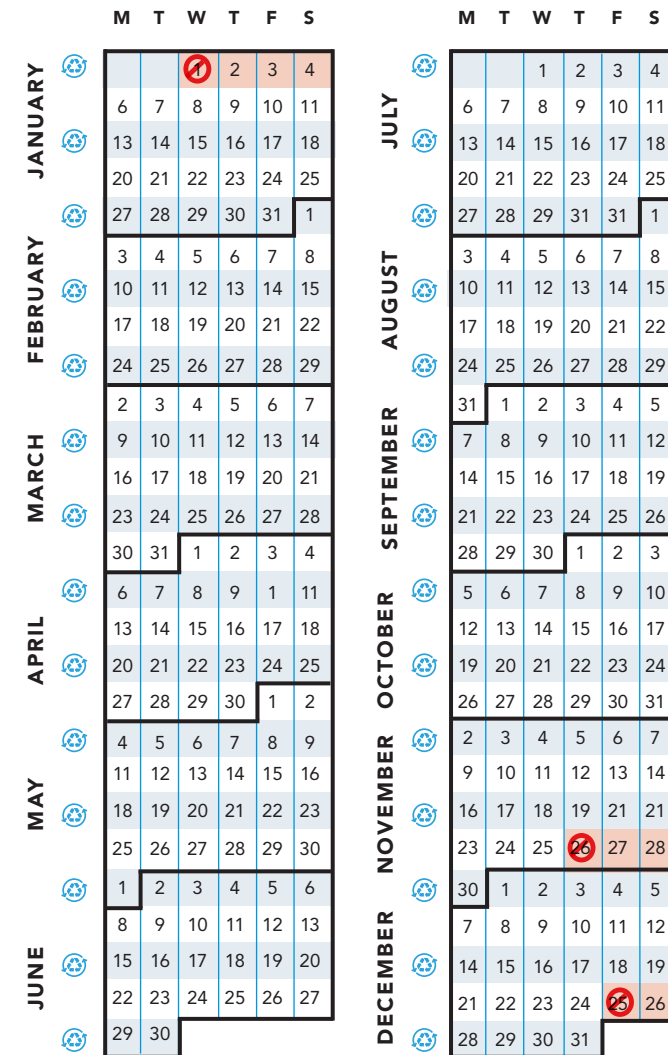 M T W T F S
JANUARY
1 2 3 4
6 7 8 9 10 11
13 14 15 16 17 18
20 21 22 23 24 25
27 28 29 30 31 1
FEBRUARY
3 4 5 6 7 8
10 11 12 13 14 15
17 18 19 20 21 22
24 25 26 27 28 29
MARCH
2 3 4 5 6 7
9 10 11 12 13 14
16 17 18 19 20 21
23 24 25 26 27 28
30 31 1 2 3 4
APRIL
6 7 8 9 1 11
13 14 15 16 17 18
20 21 22 23 24 25
27 28 29 30 1 2
MAY
4 5 6 7 8 9
11 12 13 14 15 16
18 19 20 21 22 23
25 26 27 28 29 30
1 2 3 4 5 6
JUNE
8 9 10 11 12 13
15 16 17 18 19 20
22 23 24 25 26 27
29 30
M T W T F S
JULY
1 2 3 4
6 7 8 9 10 11
13 14 15 16 17 18
20 21 22 23 24 25
27 28 29 31 31 1
AUGUST
3 4 5 6 7 8
10 11 12 13 14 15
17 18 19 20 21 22
24 25 26 27 28 29
31 1 2 3 4 5
SEPTEMBER
7 8 9 10 11 12
14 15 16 17 18 19
21 22 23 24 25 26
28 29 30 1 2 3
OCTOBER
5 6 7 8 9 10
12 13 14 15 16 17
19 20 21 22 23 24
26 27 28 29 30 31
NOVEMBER
2 3 4 5 6 7
9 10 11 12 13 14
16 17 18 19 21 21
23 24 25 26 27 28
30 1 2 3 4 5
DECEMBER
7 8 9 10 11 12
14 15 16 17 18 19
21 22 23 24 25 26
28 29 30 31